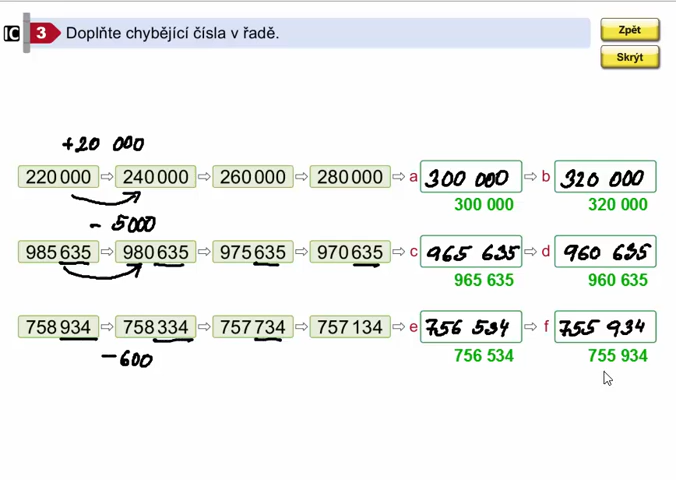 IC 3 Doplňte chybějící čísla v řadě.
Zpět
Skrýt
+20 000
220 000 240 000 260 000 280 000 a 300 000 b 320 000
300 000 320 000
- 5000
985 635 980 635 975 635 970 635 c 965 635 d 960 635
965 635 960 635
758 934 758 334 757 734 757 134 e 756 534 f 755 934
756 534 755 934
-600